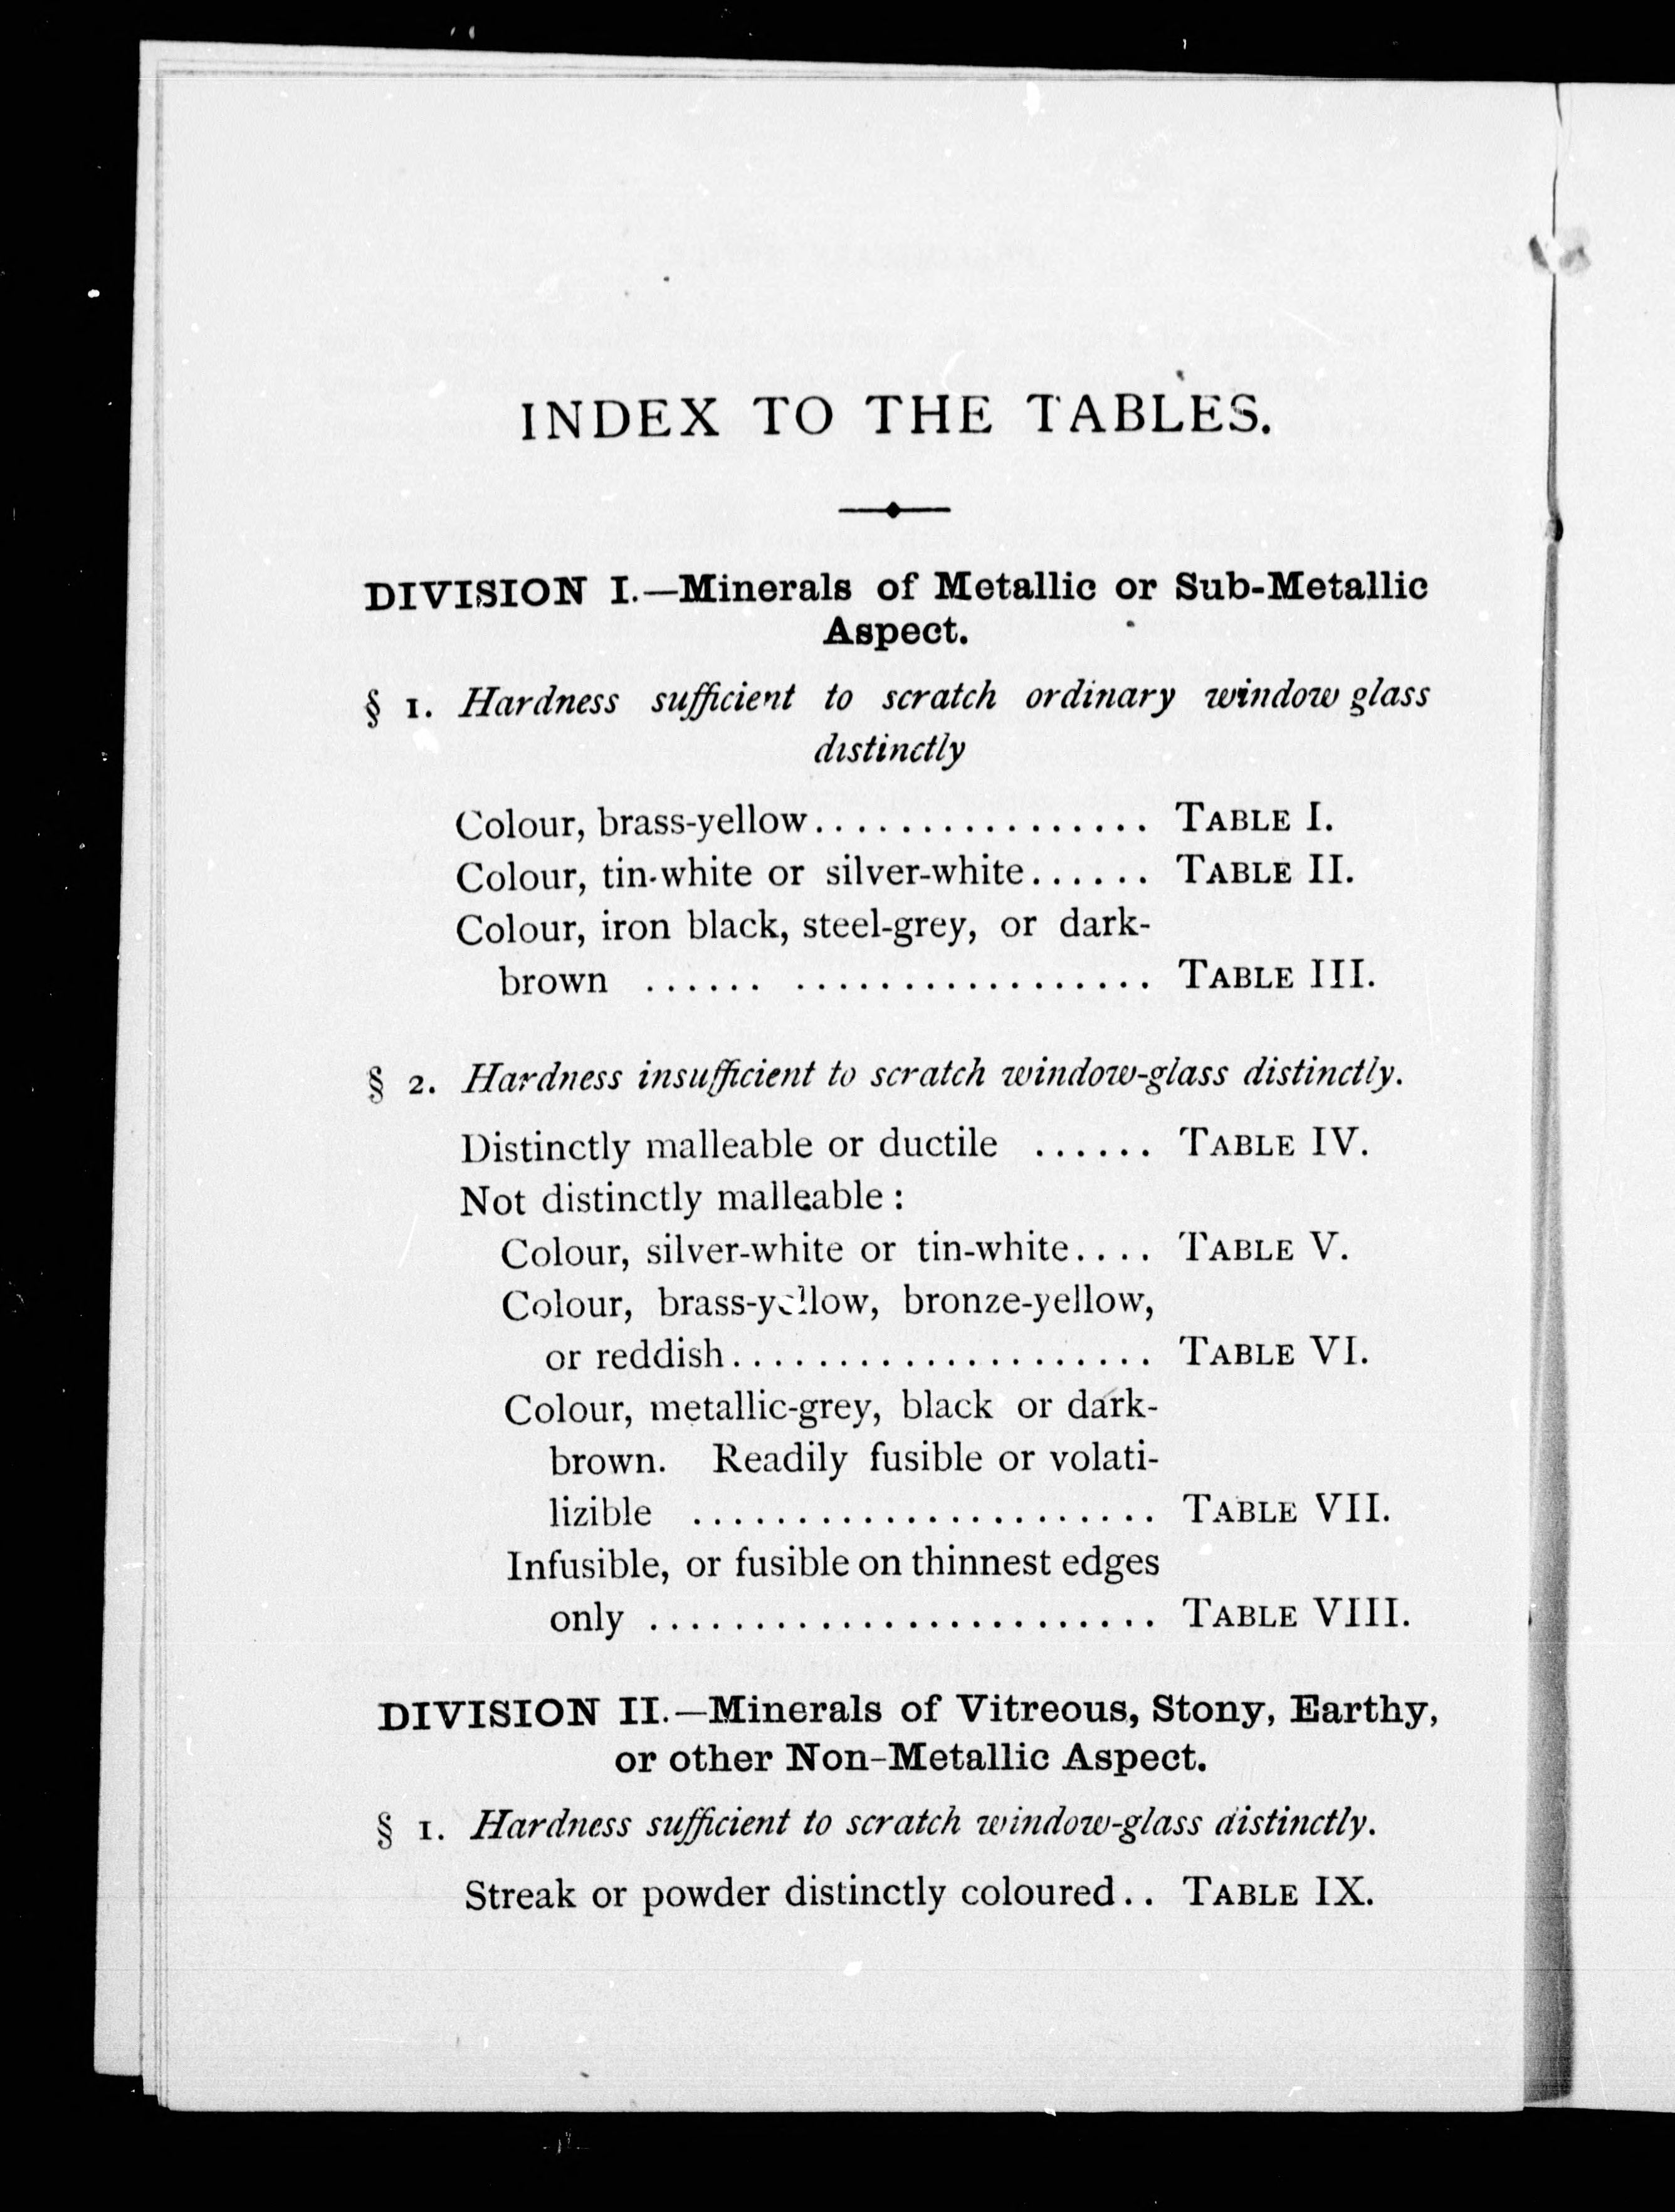 INDEX TO THE TABLES.
DIVISION I.—Minerals of Metallic or Sub-Metallic
Aspect.
§ 1. Hardness sufficient to scratch ordinary window glass
distinctly
Colour, brass-yellow................ TABLE I.
Colour, tin-white or silver-white...... TABLE II.
Colour, iron black, steel-grey, or dark-
brown ...... ................. TABLE III.
§ 2. Hardness insufficient to scratch window-glass distinctly.
Distinctly malleable or ductile ...... TABLE IV.
Not distinctly malleable :
Colour, silver-white or tin-white.... TABLE V.
Colour, brass-yellow, bronze-yellow,
or reddish.................... TABLE VI.
Colour, metallic-grey, black or dark-
brown. Readily fusible or volati-
lizible ...................... TABLE VII.
Infusible, or fusible on thinnest edges
only ........................ TABLE VIII.
DIVISION II.—Minerals of Vitreous, Stony, Earthy,
or other Non-Metallic Aspect.
§ 1. Hardness sufficient to scratch window-glass distinctly.
Streak or powder distinctly coloured.. TABLE IX.